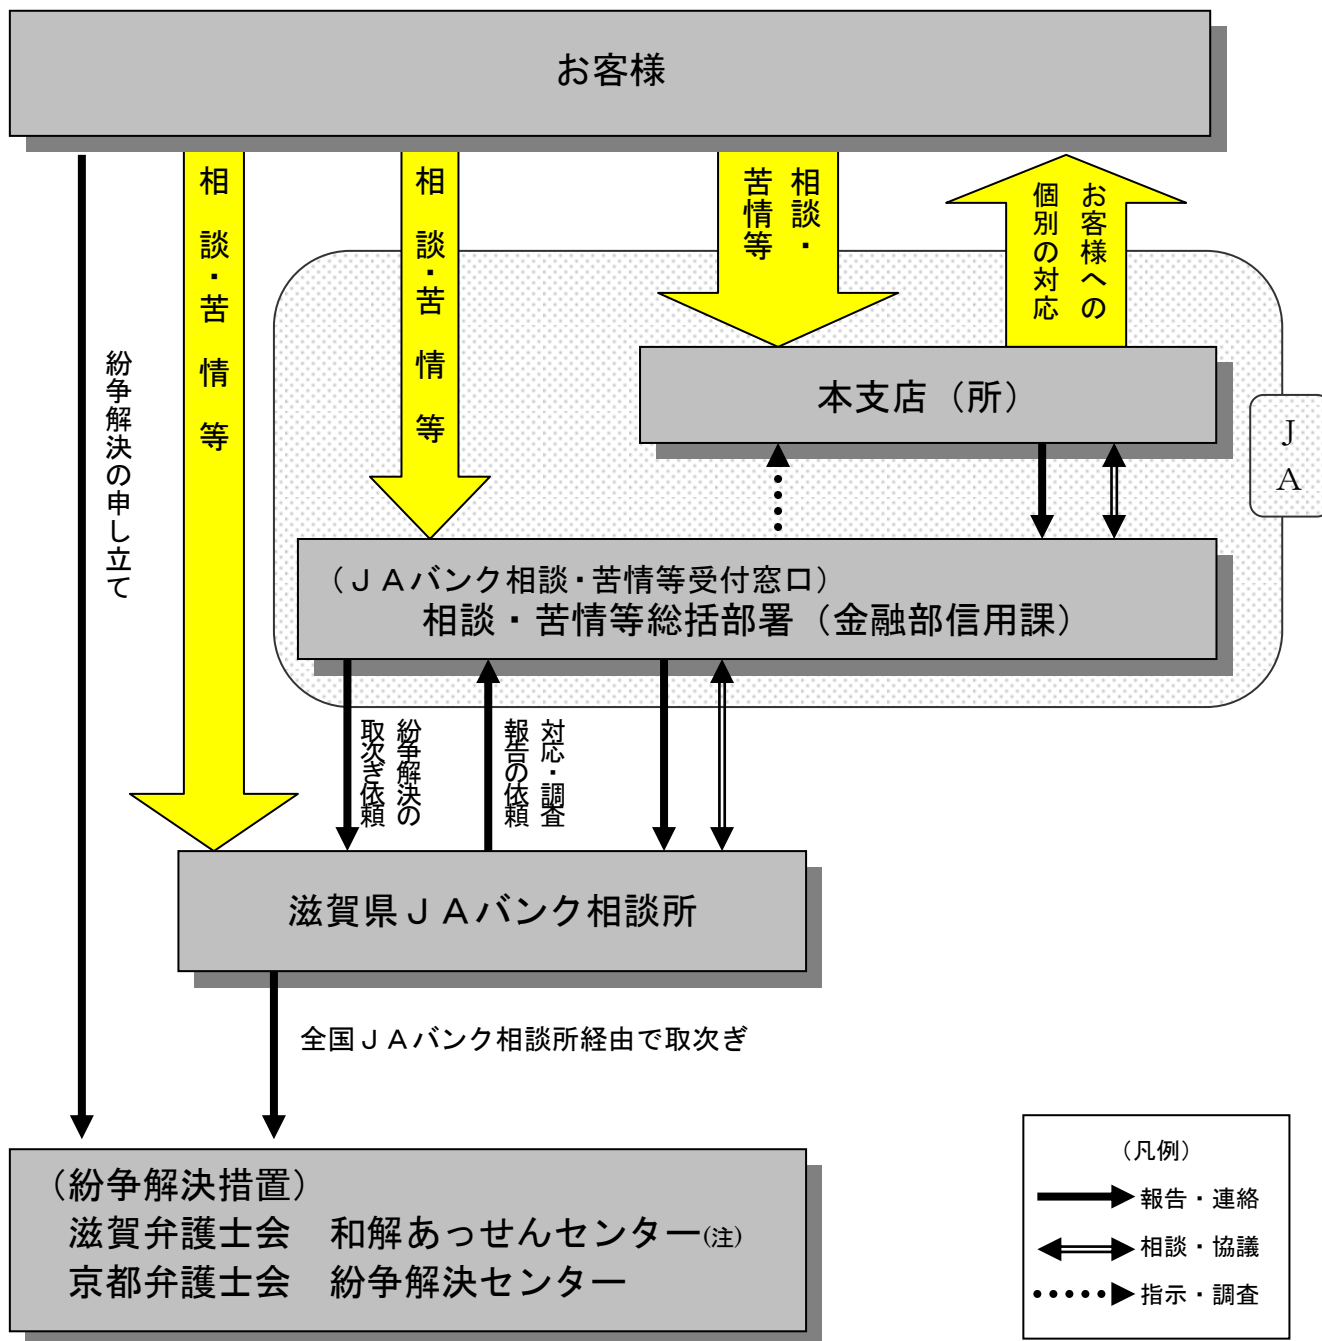 お客様
相談・苦情等
相談・苦情等
相談・
苦情等
お客様への
個別の対応
紛争解決の申し立て
本支店（所）
JA
（ＪＡバンク相談・苦情等受付窓口）
相談・苦情等総括部署（金融部信用課）
紛争解決の
取次ぎ依頼
対応・調査
報告の依頼
滋賀県ＪＡバンク相談所
全国ＪＡバンク相談所経由で取次ぎ
（紛争解決措置）
滋賀弁護士会　和解あっせんセンター(注)
京都弁護士会　紛争解決センター
（凡例）
報告・連絡
相談・協議
指示・調査